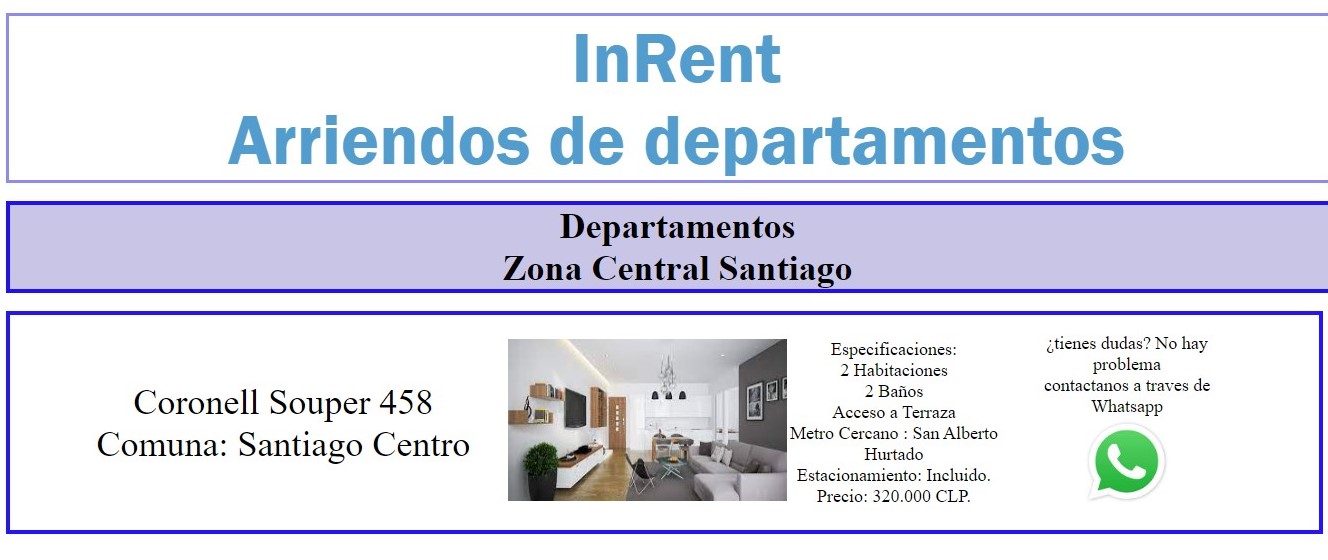 InRent
Arriendos de departamentos
Departamentos
Zona Central Santiago
Coronell Souper 458
Comuna: Santiago Centro
Especificaciones:
2 Habitaciones
2 Baños
Acceso a Terraza
Metro Cercano : San Alberto
Hurtado
Estacionamiento: Incluido.
Precio: 320.000 CLP.
¿tienes dudas? No hay
problema
contactanos a traves de
Whatsapp